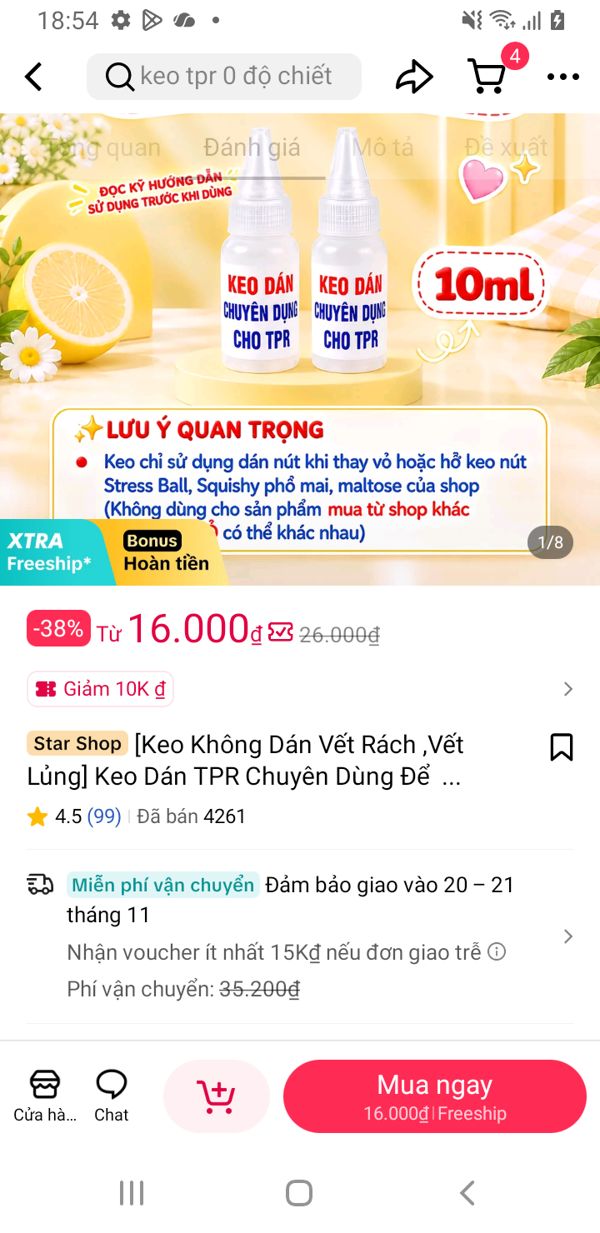 18:54
keo tpr 0 độ chiết
4
Tổng quan Đánh giá Mô tả Đề xuất
ĐỌC KỸ HƯỚNG DẪN
SỬ DỤNG TRƯỚC KHI DÙNG
KEO DÁN
CHUYÊN DỤNG
CHO TPR
KEO DÁN
CHUYÊN DỤNG
CHO TPR
10ml
LƯU Ý QUAN TRỌNG
Keo chỉ sử dụng dán nút khi thay vỏ hoặc hở keo nút
Stress Ball, Squishy phô mai, maltose của shop
(Không dùng cho sản phẩm mua từ shop khác
có thể khác nhau)
XTRA
Freeship*
Bonus
Hoàn tiền
1/8
-38% Từ 16.000₫ 26.000₫
Giảm 10K ₫
Star Shop [Keo Không Dán Vết Rách ,Vết
Lủng] Keo Dán TPR Chuyên Dùng Để ...
4.5 (99) Đã bán 4261
Miễn phí vận chuyển Đảm bảo giao vào 20 – 21
tháng 11
Nhận voucher ít nhất 15K₫ nếu đơn giao trễ
Phí vận chuyển: 35.200₫
Cửa hà... Chat
Mua ngay
16.000₫ | Freeship